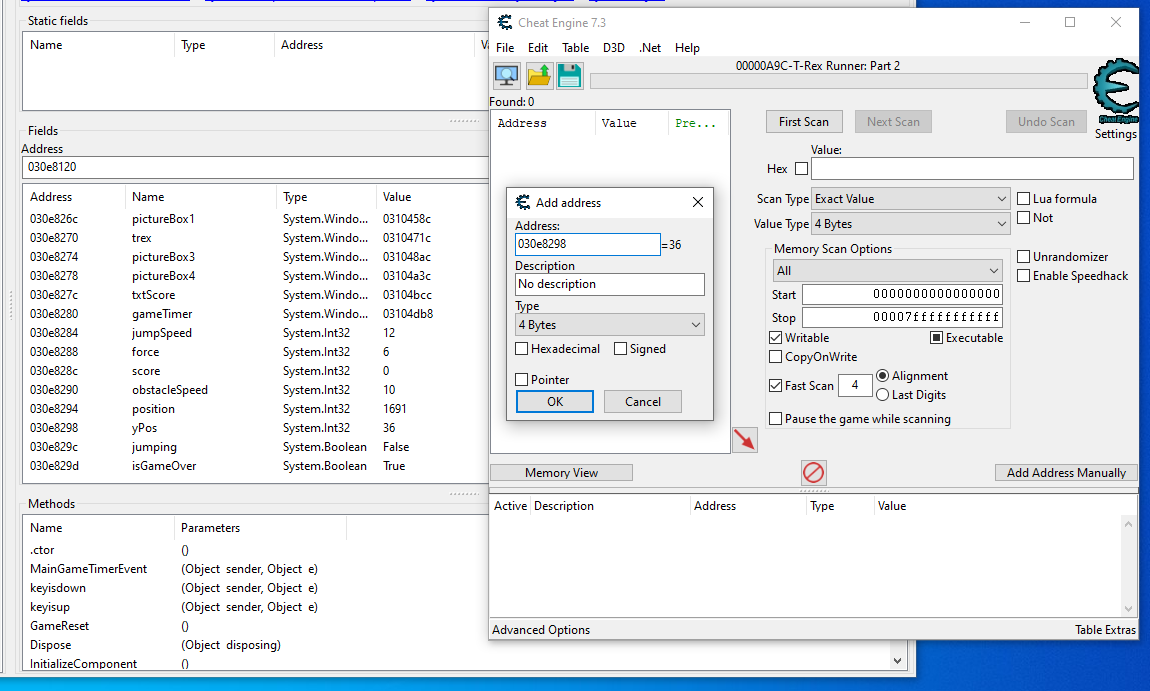 Static fields
Name Type Address V
Fields
Address
030e8120
Address Name Type Value
030e826c pictureBox1 System.Windo... 0310458c
030e8270 trex System.Windo... 0310471c
030e8274 pictureBox3 System.Windo... 031048ac
030e8278 pictureBox4 System.Windo... 03104a3c
030e827c txtScore System.Windo... 03104bcc
030e8280 gameTimer System.Windo... 03104db8
030e8284 jumpSpeed System.Int32 12
030e8288 force System.Int32 6
030e828c score System.Int32 0
030e8290 obstacleSpeed System.Int32 10
030e8294 position System.Int32 1691
030e8298 yPos System.Int32 36
030e829c jumping System.Boolean False
030e829d isGameOver System.Boolean True
Methods
Name Parameters
.ctor ()
MainGameTimerEvent (Object sender, Object e)
keyisdown (Object sender, Object e)
keyisup (Object sender, Object e)
GameReset ()
Dispose (Object disposing)
InitializeComponent ()
Cheat Engine 7.3
File Edit Table D3D .Net Help
00000A9C-T-Rex Runner: Part 2
Found: 0
Address Value Pre...
First Scan Next Scan Undo Scan
Cheat Engine
Settings
Value:
Hex
Scan Type Exact Value
Lua formula
Not
Value Type 4 Bytes
Memory Scan Options
All
Unrandomizer
Enable Speedhack
Start 0000000000000000
Stop 00007fffffffffff
Writable Executable
CopyOnWrite
Fast Scan 4 Alignment
Last Digits
Pause the game while scanning
Add address
Address:
030e8298 =36
Description
No description
Type
4 Bytes
Hexadecimal Signed
Pointer
OK Cancel
Memory View Add Address Manually
Active Description Address Type Value
Advanced Options Table Extras